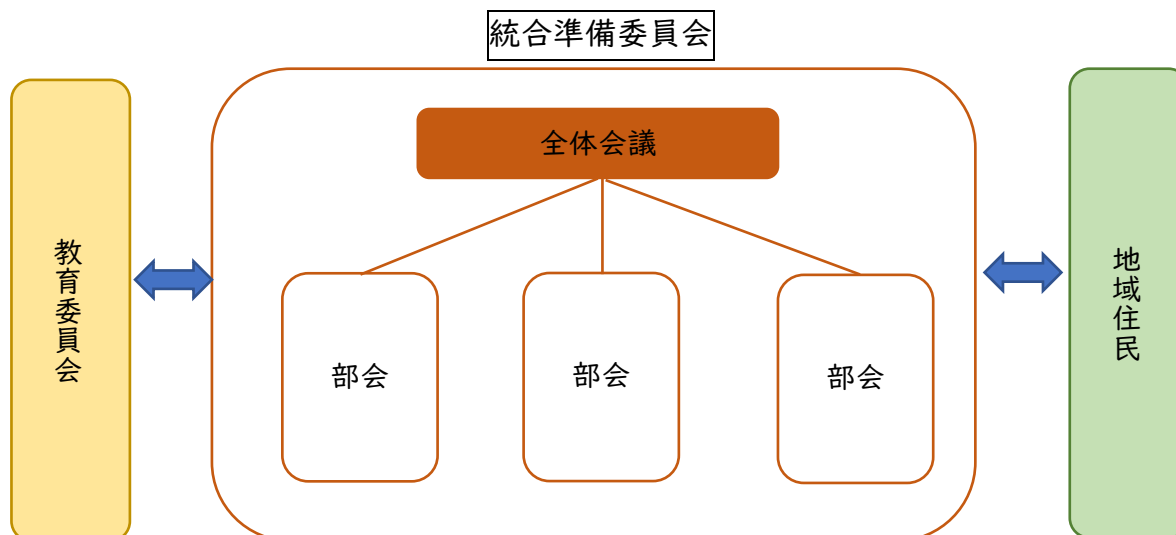 統合準備委員会
全体会議
教育委員会
部会
部会
部会
地域住民